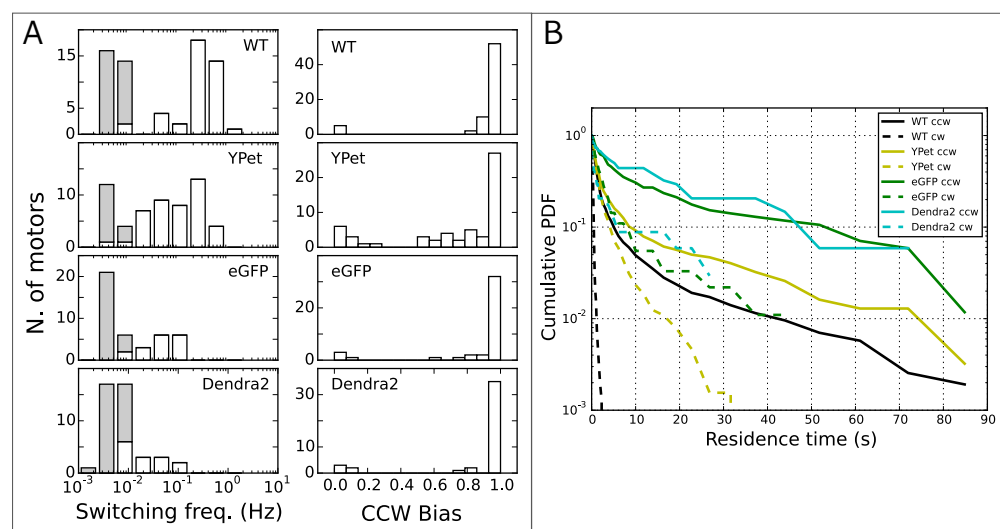 A
WT
15
10
5
0
YPet
10
5
0
eGFP
20
10
0
Dendra2
10
0
10⁻³ 10⁻² 10⁻¹ 10⁰ 10¹
Switching freq. (Hz)
N. of motors
WT
40
20
0
YPet
20
10
0
eGFP
20
0
Dendra2
20
0
0.0 0.2 0.4 0.6 0.8 1.0
CCW Bias
B
WT ccw
WT cw
YPet ccw
YPet cw
eGFP ccw
eGFP cw
Dendra2 ccw
Dendra2 cw
10⁰
10⁻¹
10⁻²
10⁻³
Cumulative PDF
0 10 20 30 40 50 60 70 80 90
Residence time (s)